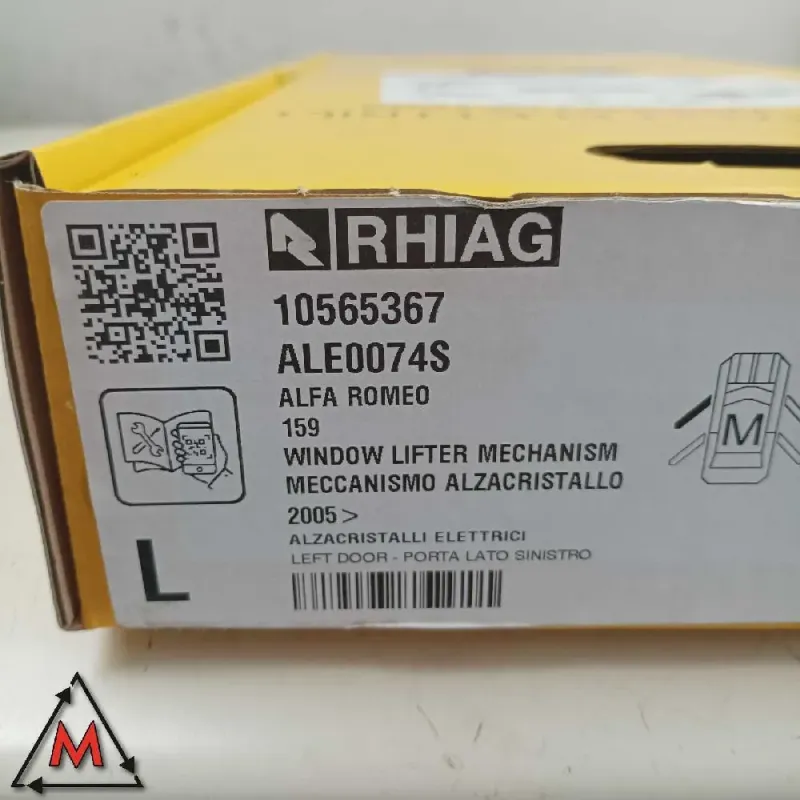 RHIAG
10565367
ALE0074S
ALFA ROMEO
159
WINDOW LIFTER MECHANISM
MECCANISMO ALZACRISTALLO
2005 >
ALZACRISTALLI ELETTRICI
LEFT DOOR - PORTA LATO SINISTRO
L
M
M